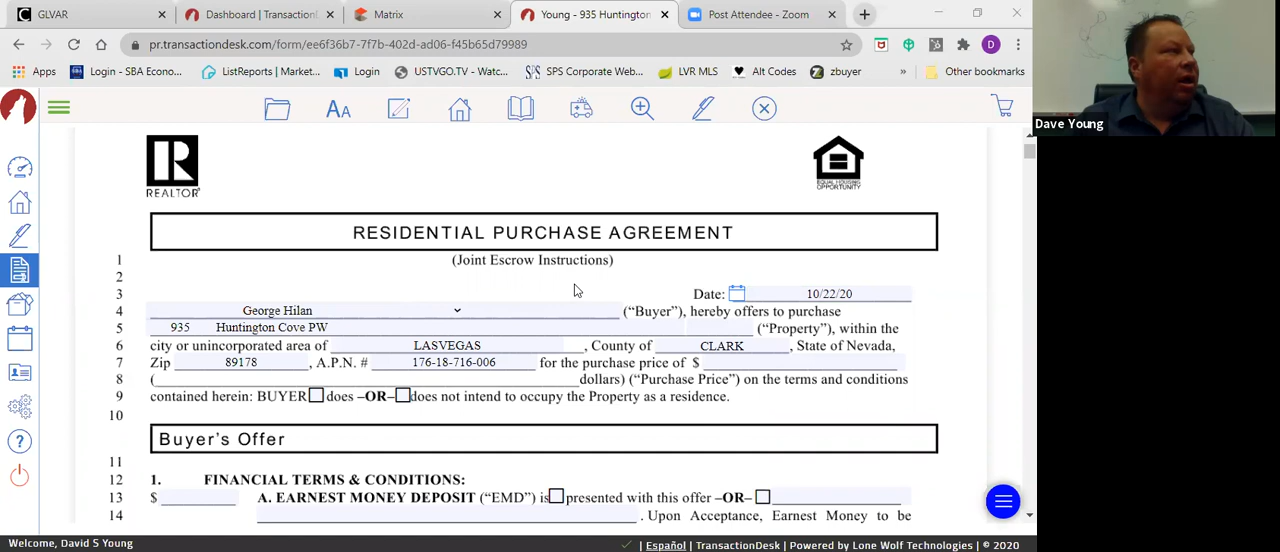 GLVAR
Dashboard | TransactionDesk
Matrix
Young - 935 Huntington
Post Attendee - Zoom
pr.transactiondesk.com/form/ee6f36b7-7f7b-402d-ad06-f45b65d79989
D
Apps
Login - SBA Econo...
ListReports | Market...
Login
USTVGO.TV - Watc...
SPS Corporate Web...
LVR MLS
Alt Codes
zbuyer
»
Other bookmarks
Dave Young
REALTOR®
EQUAL HOUSING
OPPORTUNITY
RESIDENTIAL PURCHASE AGREEMENT
1 (Joint Escrow Instructions)
2
3 Date: 10/22/20
4 George Hilan (“Buyer”), hereby offers to purchase
5 935 Huntington Cove PW (“Property”), within the
6 city or unincorporated area of LASVEGAS , County of CLARK , State of Nevada,
7 Zip 89178 , A.P.N. # 176-18-716-006 for the purchase price of $
8 ( dollars) (“Purchase Price”) on the terms and conditions
9 contained herein: BUYER does –OR– does not intend to occupy the Property as a residence.
10
Buyer's Offer
11
12 1. FINANCIAL TERMS & CONDITIONS:
13 $ A. EARNEST MONEY DEPOSIT (“EMD”) is presented with this offer –OR–
14 . Upon Acceptance, Earnest Money to be
Welcome, David S Young
Español | TransactionDesk | Powered by Lone Wolf Technologies | © 2020